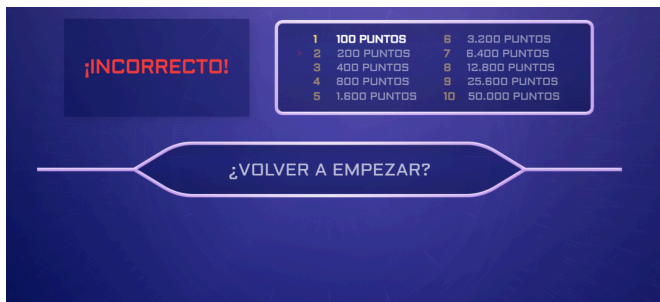 ¡INCORRECTO!
1 100 PUNTOS 6 3.200 PUNTOS
2 200 PUNTOS 7 6.400 PUNTOS
3 400 PUNTOS 8 12.800 PUNTOS
4 800 PUNTOS 9 25.600 PUNTOS
5 1.600 PUNTOS 10 50.000 PUNTOS
¿VOLVER A EMPEZAR?